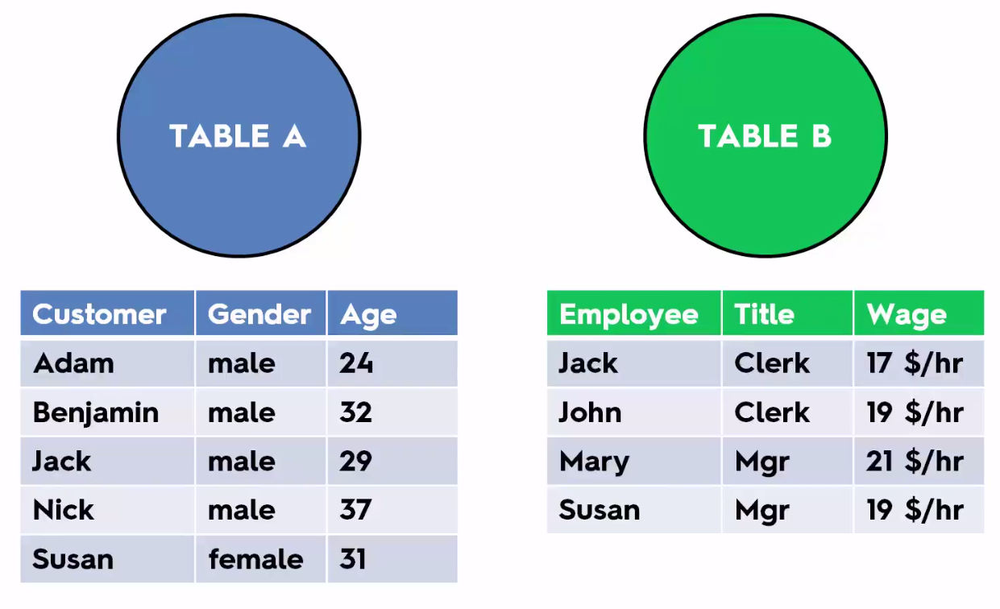 TABLE A
TABLE B
Customer Gender Age
Adam male 24
Benjamin male 32
Jack male 29
Nick male 37
Susan female 31
Employee Title Wage
Jack Clerk 17 $/hr
John Clerk 19 $/hr
Mary Mgr 21 $/hr
Susan Mgr 19 $/hr